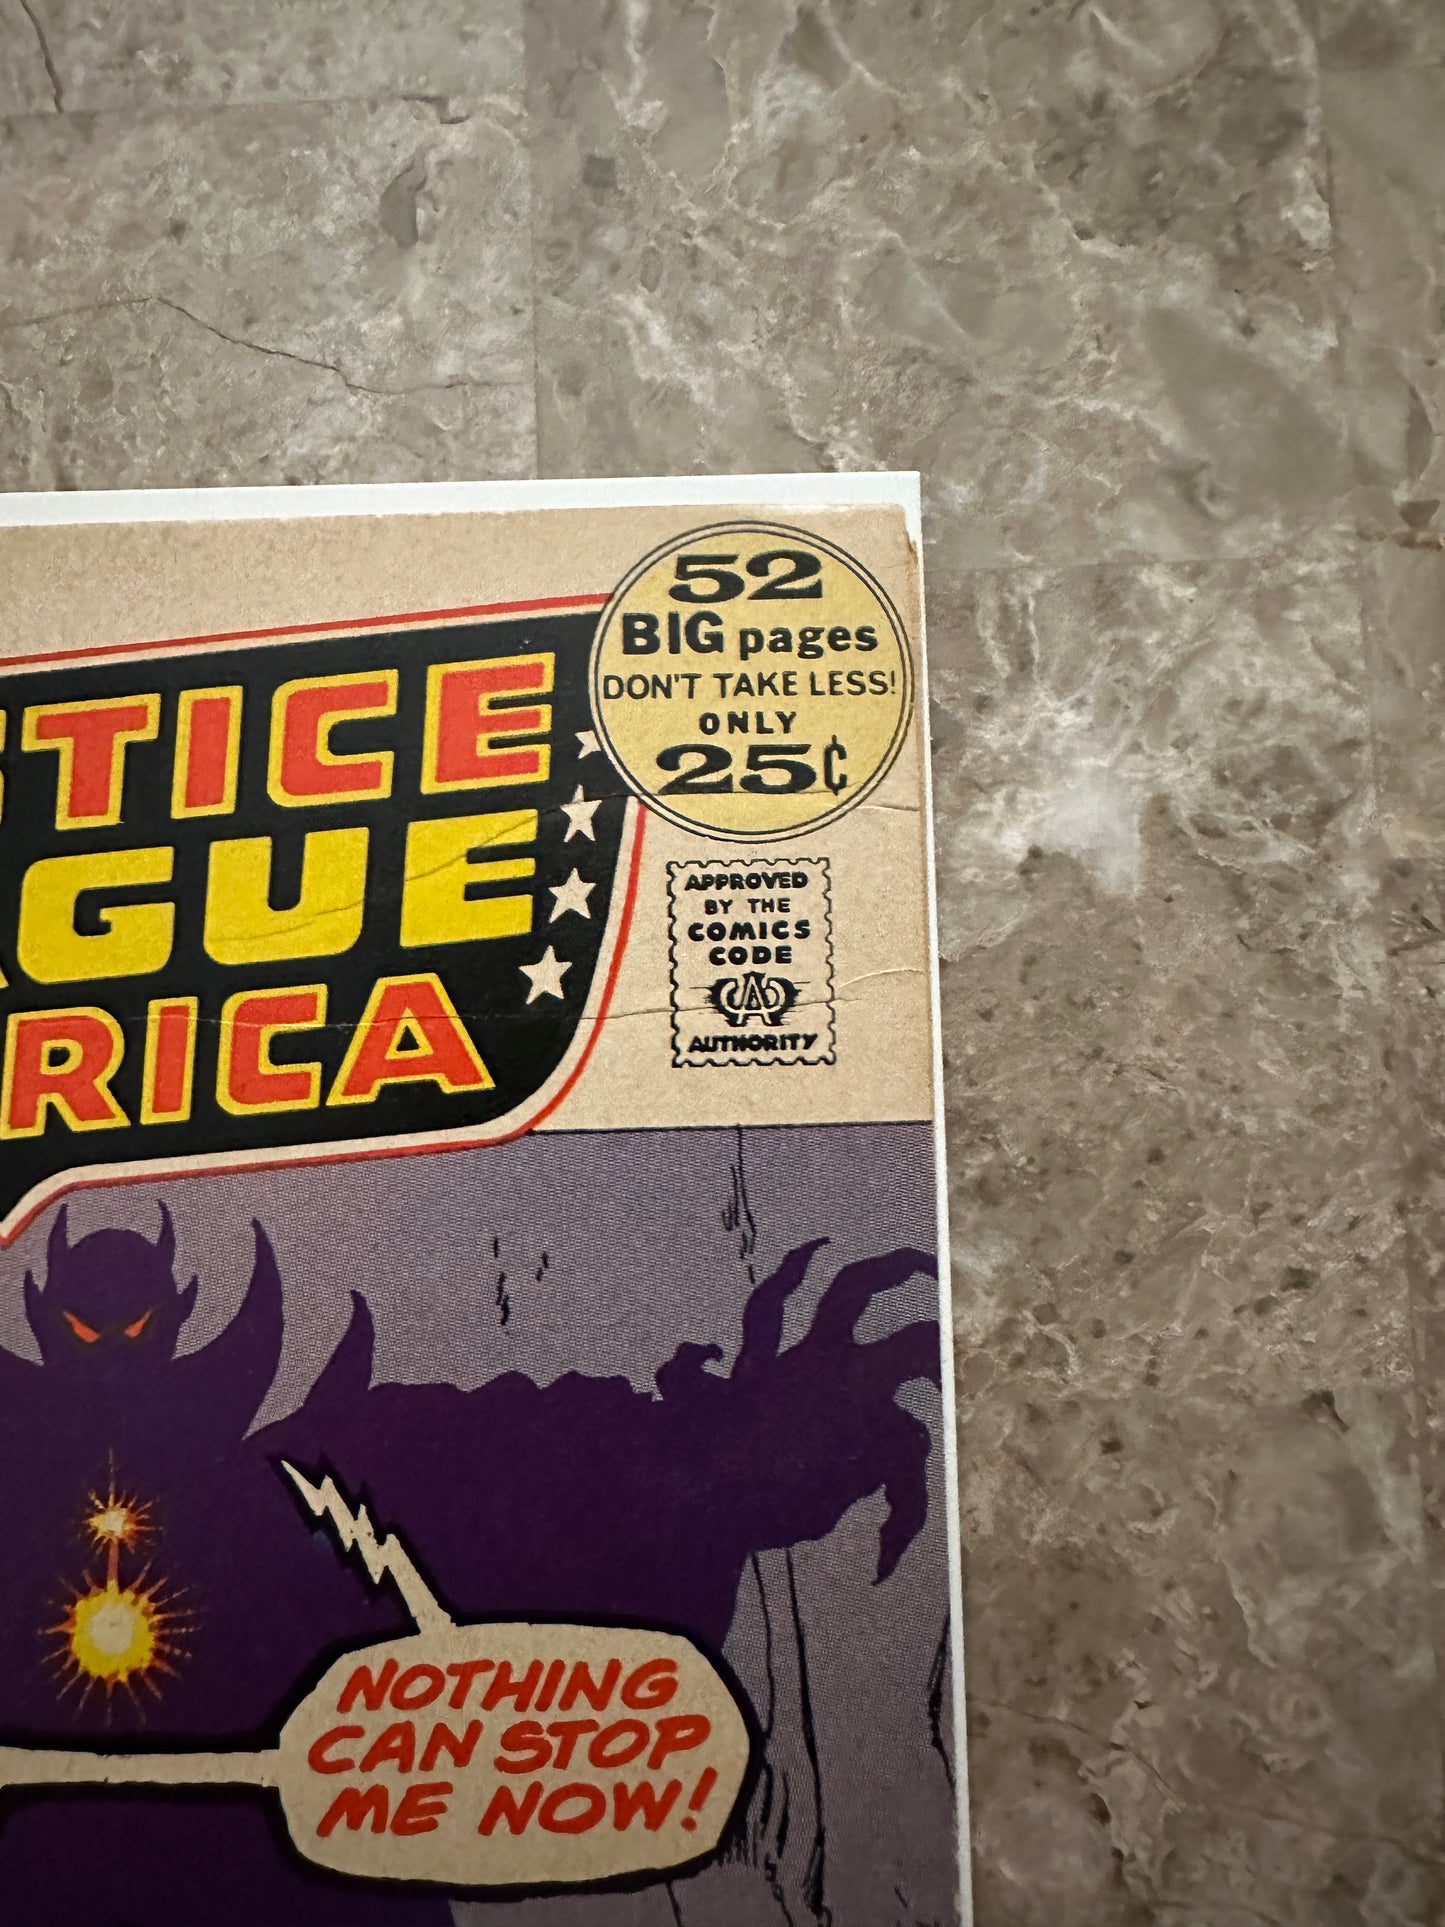 52
BIG pages
DON'T TAKE LESS!
ONLY
25¢
STICE
AGUE
RICA
APPROVED
BY THE
COMICS
CODE
A
AUTHORITY
NOTHING
CAN STOP
ME NOW!